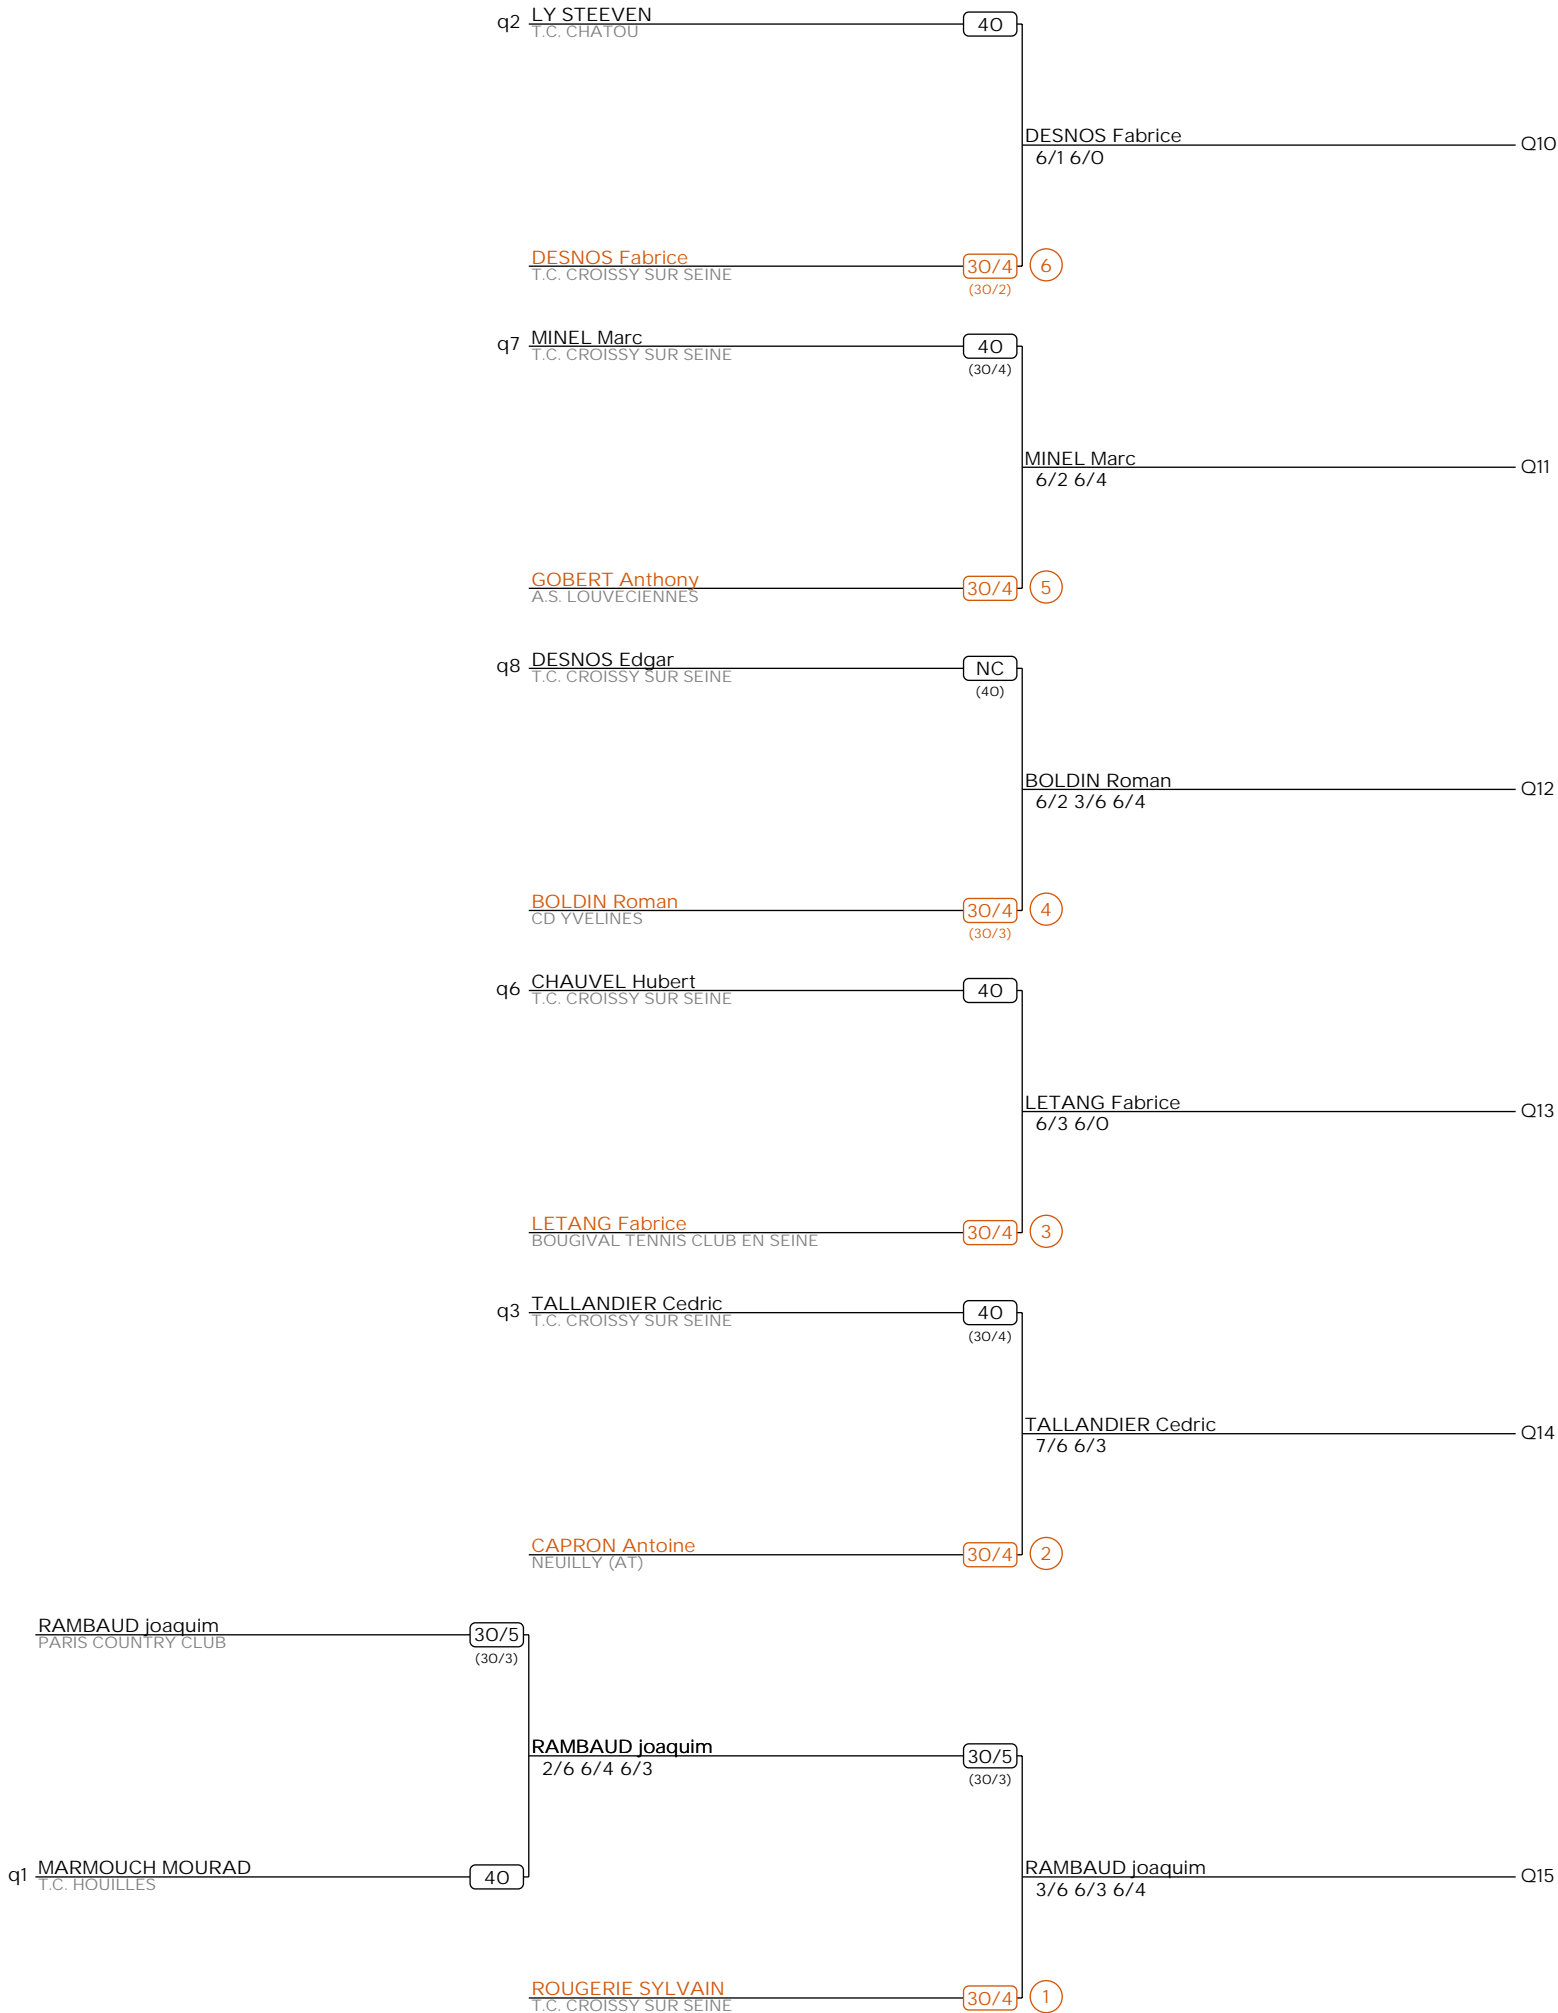 q2 LY STEEVEN 40
T.C. CHATOU
DESNOS Fabrice Q10
6/1 6/0
DESNOS Fabrice 30/4 6
T.C. CROISSY SUR SEINE
(30/2)
q7 MINEL Marc 40
T.C. CROISSY SUR SEINE
(30/4)
MINEL Marc Q11
6/2 6/4
GOBERT Anthony 30/4 5
A.S. LOUVECIENNES
q8 DESNOS Edgar NC
T.C. CROISSY SUR SEINE
(40)
BOLDIN Roman Q12
6/2 3/6 6/4
BOLDIN Roman 30/4 4
CD YVELINES
(30/3)
q6 CHAUVEL Hubert 40
T.C. CROISSY SUR SEINE
LETANG Fabrice Q13
6/3 6/0
LETANG Fabrice 30/4 3
BOUGIVAL TENNIS CLUB EN SEINE
q3 TALLANDIER Cedric 40
T.C. CROISSY SUR SEINE
(30/4)
TALLANDIER Cedric Q14
7/6 6/3
CAPRON Antoine 30/4 2
NEUILLY (AT)
RAMBAUD joaquim 30/5
PARIS COUNTRY CLUB
(30/3)
RAMBAUD joaquim 30/5
2/6 6/4 6/3
(30/3)
q1 MARMOUCH MOURAD 40
T.C. HOUILLES
RAMBAUD joaquim Q15
3/6 6/3 6/4
ROUGERIE SYLVAIN 30/4 1
T.C. CROISSY SUR SEINE